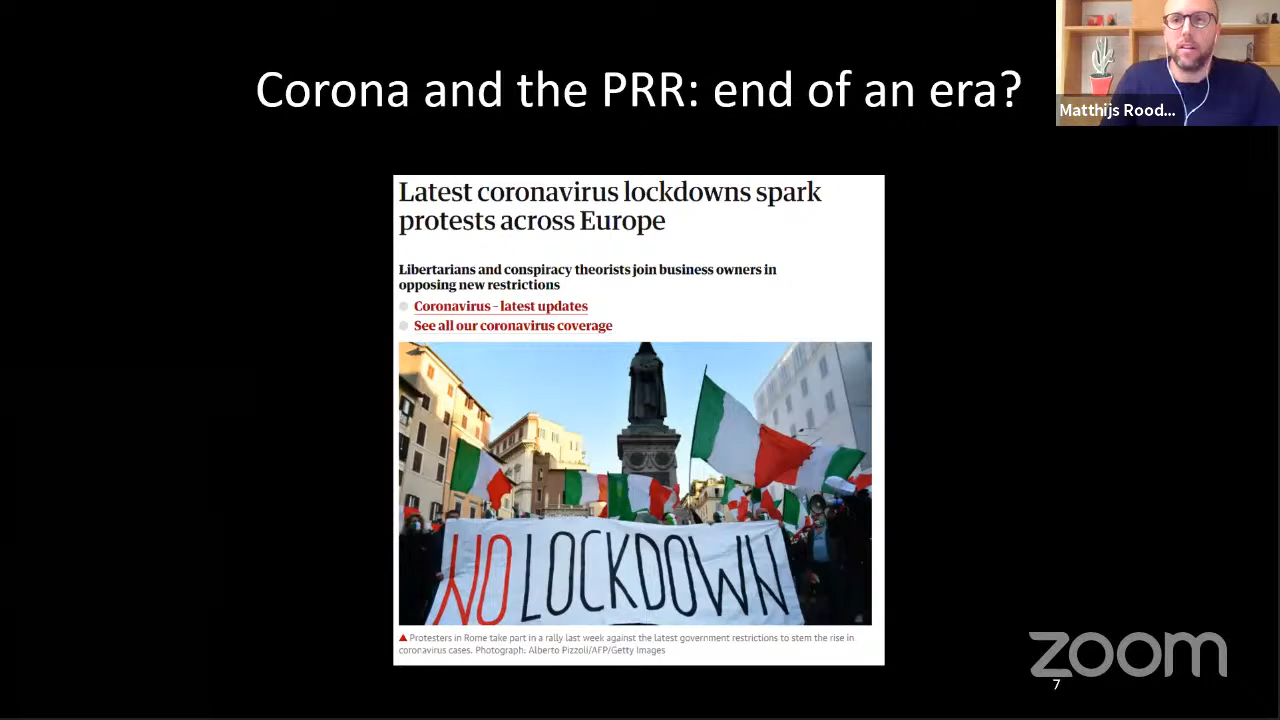 Corona and the PRR: end of an era?
Matthijs Rood...
Latest coronavirus lockdowns spark
protests across Europe
Libertarians and conspiracy theorists join business owners in
opposing new restrictions
Coronavirus – latest updates
See all our coronavirus coverage
NO LOCKDOWN
Protesters in Rome take part in a rally last week against the latest government restrictions to stem the rise in
coronavirus cases. Photograph: Alberto Pizzoli/AFP/Getty Images
zoom
7